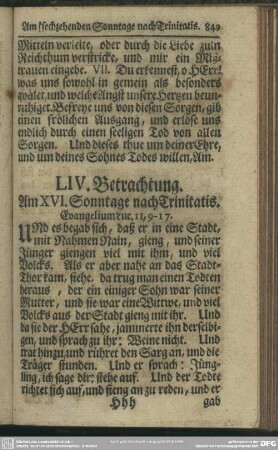 Am sechzehenden Sonntage nach Trinitatis. 849
Mitteln verleite, oder durch die Liebe zum
Reichthum verstricke, und mir ein Miß-
trauen eingebe. VII. Du erkennest, o HErr!
was uns sowohl in gemein als besonders
qvälet, und welche Angst unsere Hertzen beun-
ruhiget. Befreye uns von diesen Sorgen, gib
einen frölichen Ausgang, und erlöse uns
endlich durch einen seeligen Tod von allen
Sorgen. Und dieses thue um deiner Ehre,
und um deines Sohnes Todes willen, Am.
LIV. Betrachtung.
Am XVI. Sonntage nach Trinitatis.
Evangelium Luc. 11, 9-17.
UNd es begab sich, daß er in eine Stadt,
mit Nahmen Nain, gieng, und seiner
Jünger giengen viel mit ihm, und viel
Volcks. Als er aber nahe an das Stadt-
Thor kam, siehe, da trug man einen Todten
heraus, der ein einiger Sohn war seiner
Mutter, und sie war eine Wittwe, und viel
Volcks aus der Stadt gieng mit ihr. Und
da sie der HErr sahe, jammerte ihn derselbi-
gen, und sprach zu ihr: Weine nicht. Und
trat hinzu, und rühret den Sarg an, und die
Träger stunden. Und er sprach: Jüng-
ling, ich sage dir: stehe auf. Und der Todte
richtet sich auf, und fieng an zu reden, und er
Hhh gab